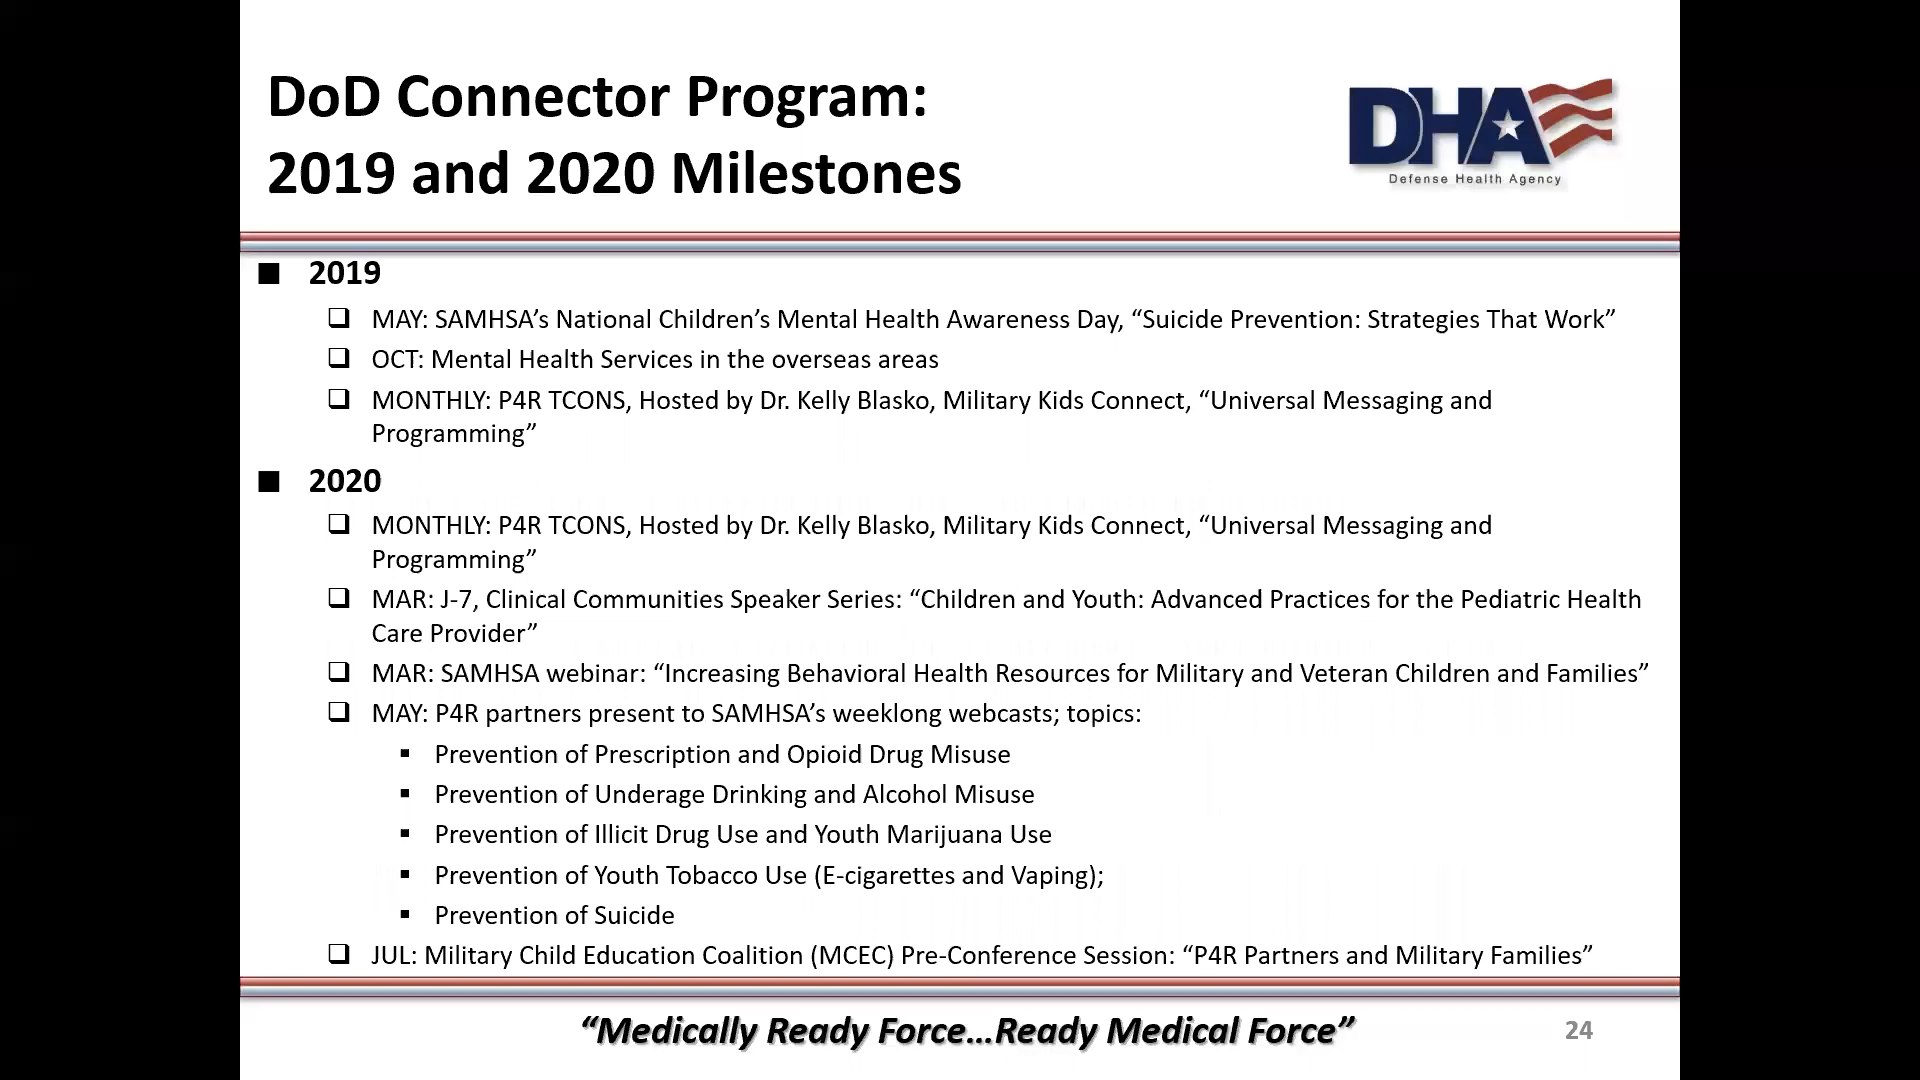 DoD Connector Program:
2019 and 2020 Milestones
DHA
Defense Health Agency
2019
MAY: SAMHSA’s National Children’s Mental Health Awareness Day, “Suicide Prevention: Strategies That Work”
OCT: Mental Health Services in the overseas areas
MONTHLY: P4R TCONS, Hosted by Dr. Kelly Blasko, Military Kids Connect, “Universal Messaging and
Programming”
2020
MONTHLY: P4R TCONS, Hosted by Dr. Kelly Blasko, Military Kids Connect, “Universal Messaging and
Programming”
MAR: J-7, Clinical Communities Speaker Series: “Children and Youth: Advanced Practices for the Pediatric Health
Care Provider”
MAR: SAMHSA webinar: “Increasing Behavioral Health Resources for Military and Veteran Children and Families”
MAY: P4R partners present to SAMHSA’s weeklong webcasts; topics:
Prevention of Prescription and Opioid Drug Misuse
Prevention of Underage Drinking and Alcohol Misuse
Prevention of Illicit Drug Use and Youth Marijuana Use
Prevention of Youth Tobacco Use (E-cigarettes and Vaping);
Prevention of Suicide
JUL: Military Child Education Coalition (MCEC) Pre-Conference Session: “P4R Partners and Military Families”
“Medically Ready Force…Ready Medical Force”
24